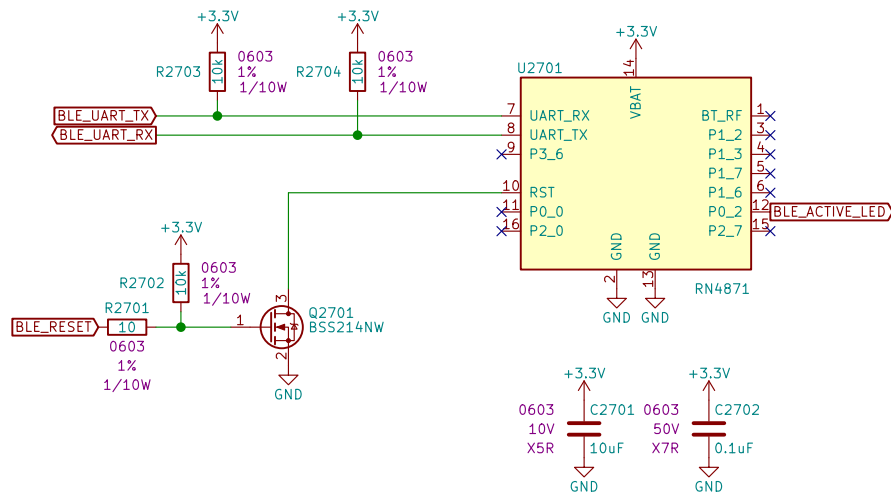 +3.3V
+3.3V
R2703
10k
0603
1%
1/10W
R2704
10k
0603
1%
1/10W
BLE_UART_TX
BLE_UART_RX
+3.3V
U2701
14
VBAT
7
UART_RX
8
UART_TX
9
P3_6
10
RST
11
P0_0
16
P2_0
BT_RF
1
P1_2
3
P1_3
4
P1_7
5
P1_6
6
P0_2
12
BLE_ACTIVE_LED
P2_7
15
GND
GND
2
13
GND
GND
RN4871
+3.3V
R2702
10k
0603
1%
1/10W
R2701
BLE_RESET
10
0603
1%
1/10W
1
3
2
Q2701
BSS214NW
GND
+3.3V
0603
10V
X5R
C2701
10uF
GND
+3.3V
0603
50V
X7R
C2702
0.1uF
GND